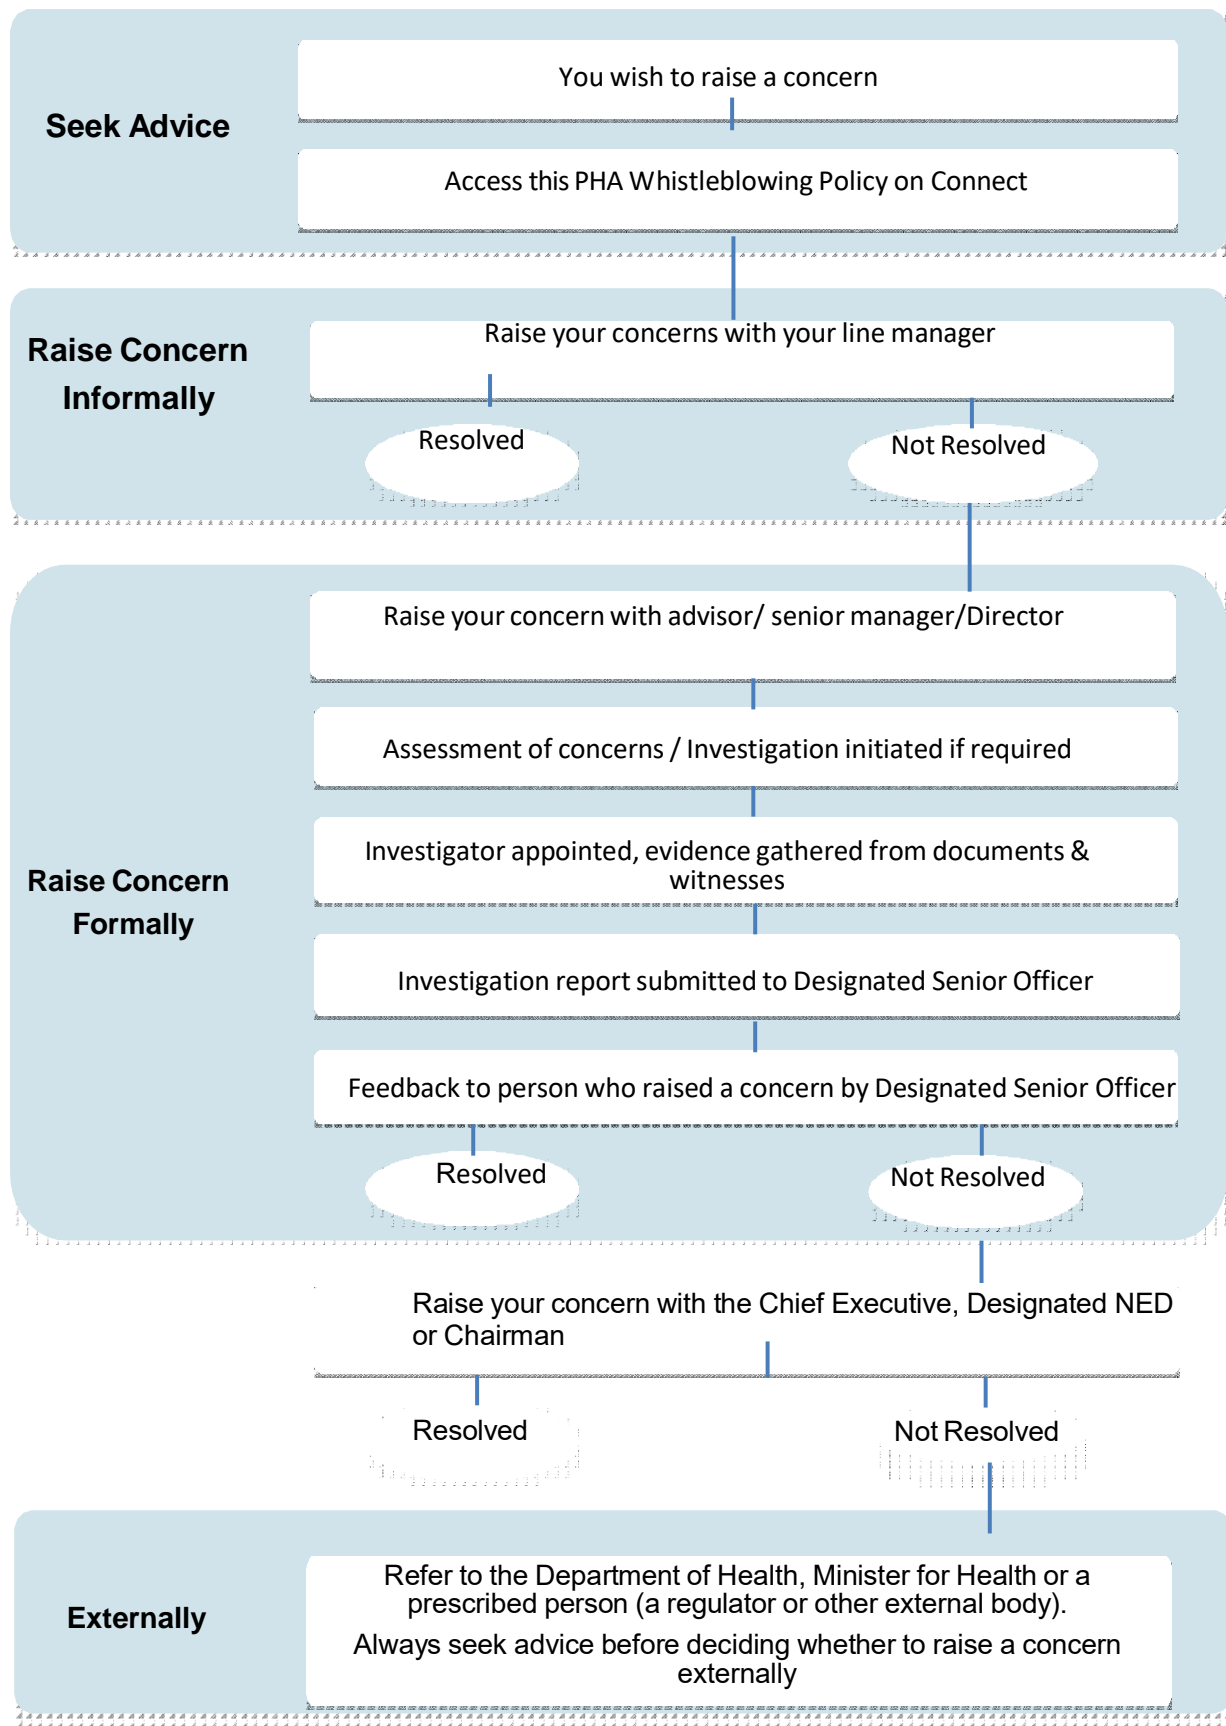 You wish to raise a concern
Seek Advice
Access this PHA Whistleblowing Policy on Connect
Raise Concern
Informally
Raise your concerns with your line manager
Resolved
Not Resolved
Raise your concern with advisor/ senior manager/Director
Assessment of concerns / Investigation initiated if required
Investigator appointed, evidence gathered from documents &
witnesses
Raise Concern
Formally
Investigation report submitted to Designated Senior Officer
Feedback to person who raised a concern by Designated Senior Officer
Resolved
Not Resolved
Raise your concern with the Chief Executive, Designated NED
or Chairman
Resolved
Not Resolved
Externally
Refer to the Department of Health, Minister for Health or a
prescribed person (a regulator or other external body).
Always seek advice before deciding whether to raise a concern
externally